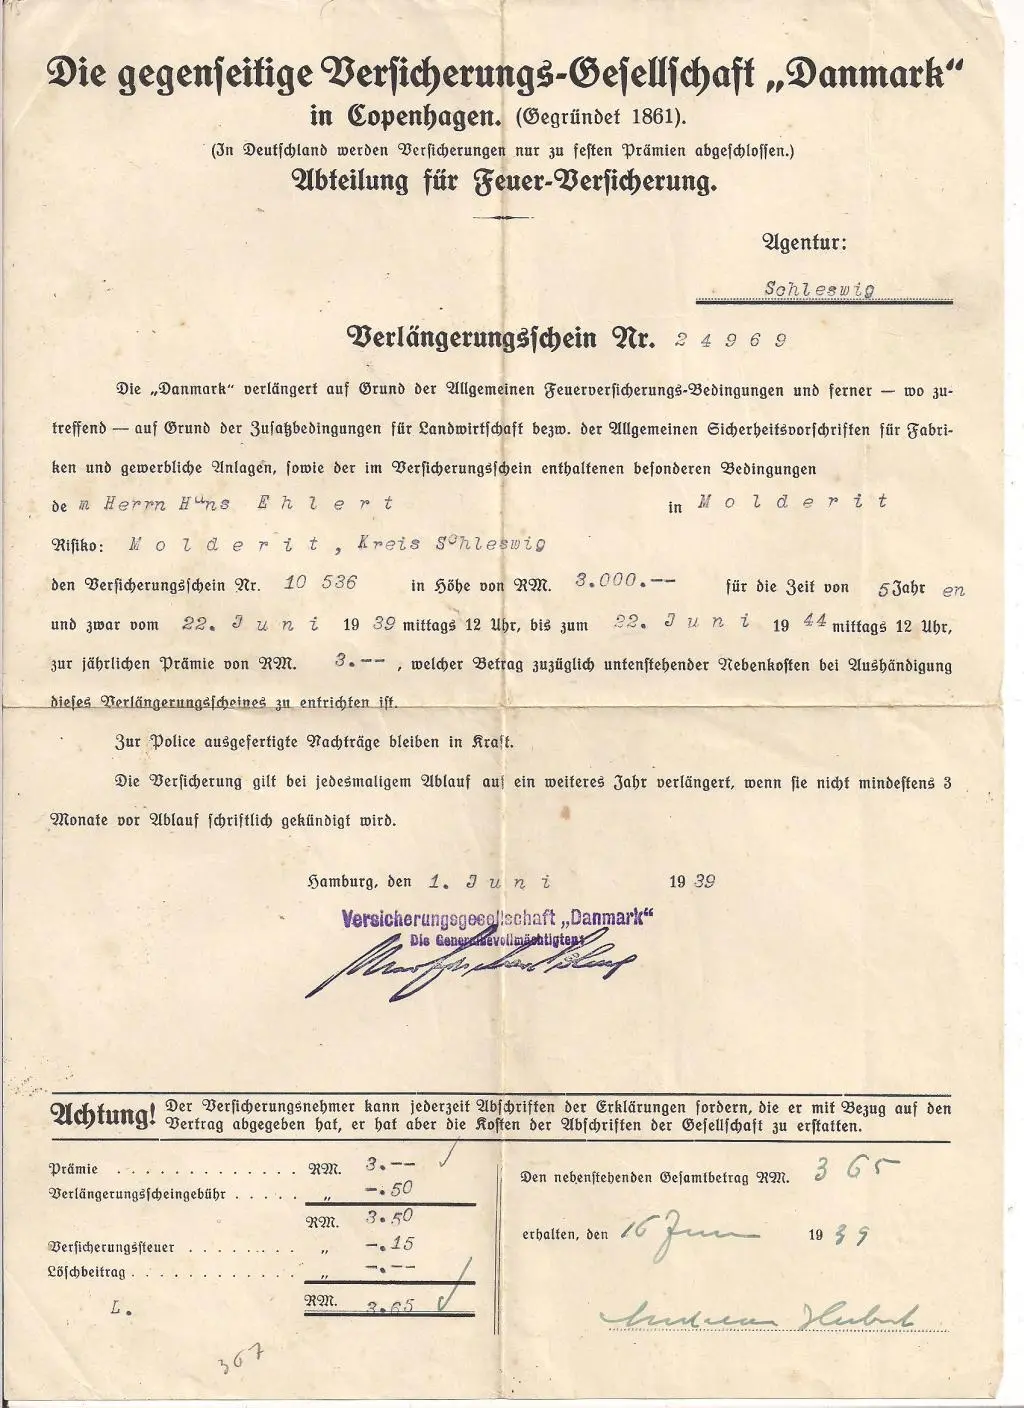 Die gegenseitige Versicherungs-Gesellschaft „Danmark“
in Copenhagen. (Gegründet 1861).
(In Deutschland werden Versicherungen nur zu festen Prämien abgeschlossen.)
Abteilung für Feuer-Versicherung.
Agentur:
Schleswig
Verlängerungsschein Nr. 24969
Die „Danmark“ verlängert auf Grund der Allgemeinen Feuerversicherungs-Bedingungen und ferner — wo zu-
treffend — auf Grund der Zusatzbedingungen für Landwirtschaft bezw. der Allgemeinen Sicherheitsvorschriften für Fabri-
ken und gewerbliche Anlagen, sowie der im Versicherungsschein enthaltenen besonderen Bedingungen
de m Herrn Hans Ehlert in Molderit
Risiko: Molderit, Kreis Schleswig
den Versicherungsschein Nr. 10 536 in Höhe von RM. 3.000.-- für die Zeit von 5 Jahr en
und zwar vom 22. Juni 1939 mittags 12 Uhr, bis zum 22. Juni 1944 mittags 12 Uhr,
zur jährlichen Prämie von RM. 3.--, welcher Betrag zuzüglich untenstehender Nebenkosten bei Aushändigung
dieses Verlängerungsscheines zu entrichten ist.
Zur Police ausgefertigte Nachträge bleiben in Kraft.
Die Versicherung gilt bei jedesmaligem Ablauf auf ein weiteres Jahr verlängert, wenn sie nicht mindestens 3
Monate vor Ablauf schriftlich gekündigt wird.
Hamburg, den 1. Juni 1939
Versicherungsgesellschaft „Danmark“
Die Generalbevollmächtigten:
Achtung! Der Versicherungsnehmer kann jederzeit Abschriften der Erklärungen fordern, die er mit Bezug auf den
Vertrag abgegeben hat, er hat aber die Kosten der Abschriften der Gesellschaft zu erstatten.
Prämie . . . . . . . . . . . . . RM. 3.--
Verlängerungsscheingebühr . . . . . „ -.50
RM. 3.50
Versicherungssteuer . . . . . . . . . „ -.15
Löschbeitrag . . . . . . . . . . . . „ -.--
L. RM. 3.65
Den nebenstehenden Gesamtbetrag RM. 3 65
erhalten, den 16 Juni 1939
367